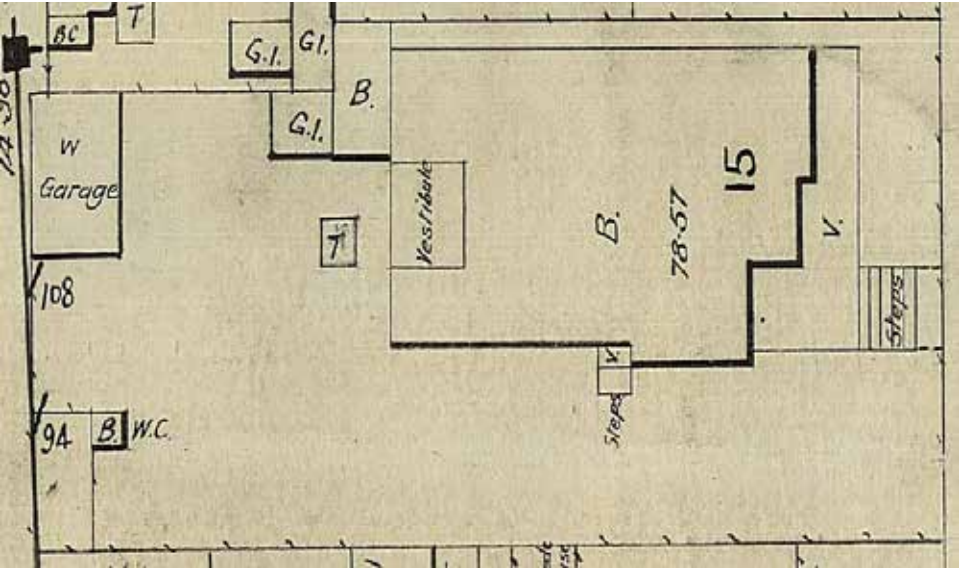 BC
T
G.I.
G.I.
B.
G.I.
W
Garage
T
Vestibule
B.
78·57
15
V.
Steps
108
V.
Steps
94
B.
W.C.